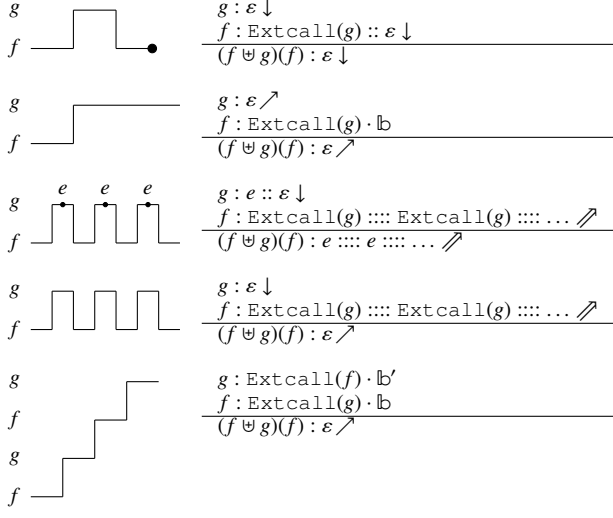 g
f
g : ε ↓
f : Extcall(g) :: ε ↓
(f ⊎ g)(f) : ε ↓
g
f
g : ε ↗
f : Extcall(g) · 𝕓
(f ⊎ g)(f) : ε ↗
e e e
g
f
g : e :: ε ↓
f : Extcall(g) :::: Extcall(g) :::: … ⇗
(f ⊎ g)(f) : e :::: e :::: … ⇗
g
f
g : ε ↓
f : Extcall(g) :::: Extcall(g) :::: … ⇗
(f ⊎ g)(f) : ε ↗
g
f
g
f
g : Extcall(f) · 𝕓′
f : Extcall(g) · 𝕓
(f ⊎ g)(f) : ε ↗